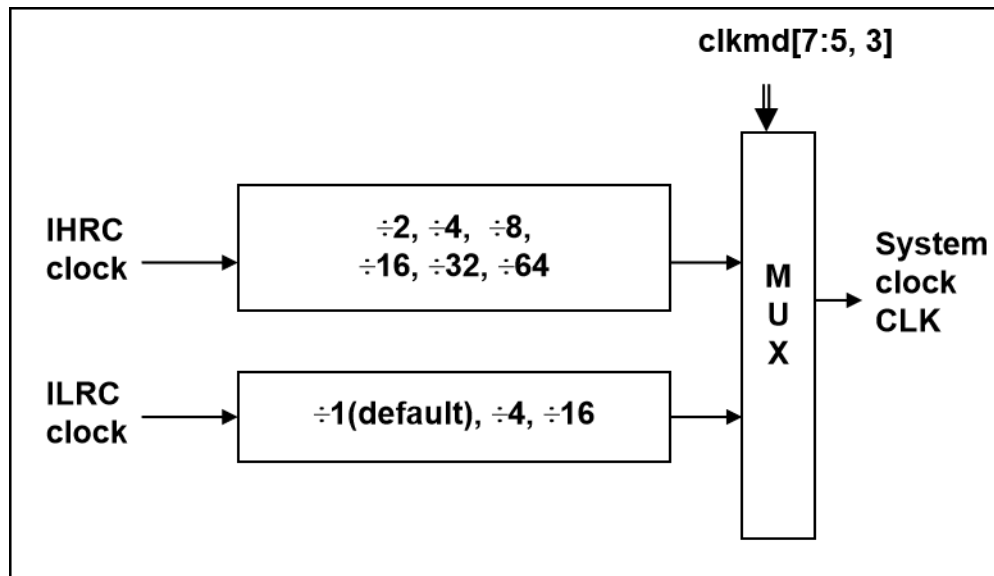 clkmd[7:5, 3]
IHRC
clock
÷2, ÷4, ÷8,
÷16, ÷32, ÷64
M
U
X
System
clock
CLK
ILRC
clock
÷1(default), ÷4, ÷16